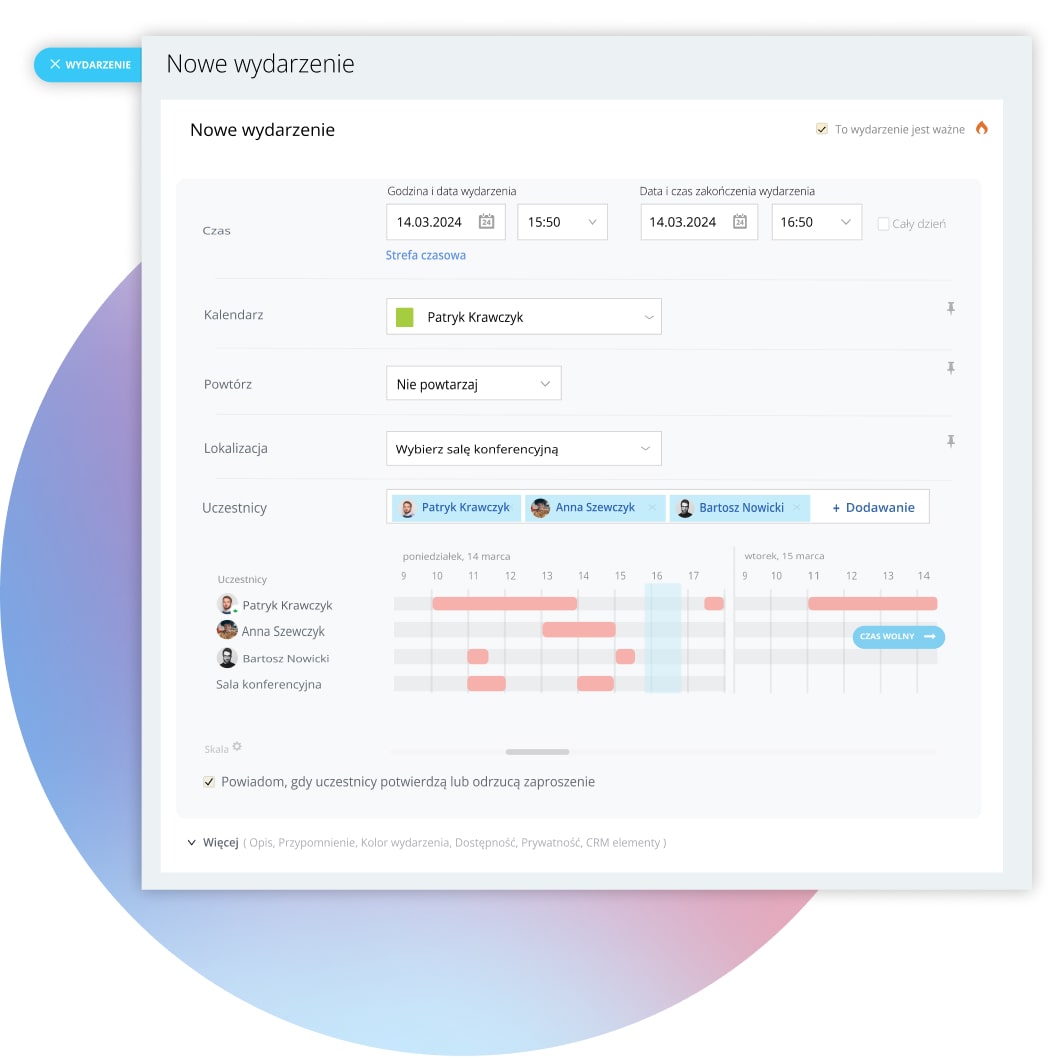 WYDARZENIE
Nowe wydarzenie
Nowe wydarzenie
To wydarzenie jest ważne
Godzina i data wydarzenia
Data i czas zakończenia wydarzenia
Czas
14.03.2024 24 15:50
14.03.2024 24 16:50
Cały dzień
Strefa czasowa
Kalendarz
Patryk Krawczyk
Powtórz
Nie powtarzaj
Lokalizacja
Wybierz salę konferencyjną
Uczestnicy
Patryk Krawczyk
Anna Szewczyk
Bartosz Nowicki
+ Dodawanie
poniedziałek, 14 marca
wtorek, 15 marca
Uczestnicy
9 10 11 12 13 14 15 16 17
9 10 11 12 13 14
Patryk Krawczyk
Anna Szewczyk
CZAS WOLNY
Bartosz Nowicki
Sala konferencyjna
Skala
Powiadom, gdy uczestnicy potwierdzą lub odrzucą zaproszenie
Więcej ( Opis, Przypomnienie, Kolor wydarzenia, Dostępność, Prywatność, CRM elementy )